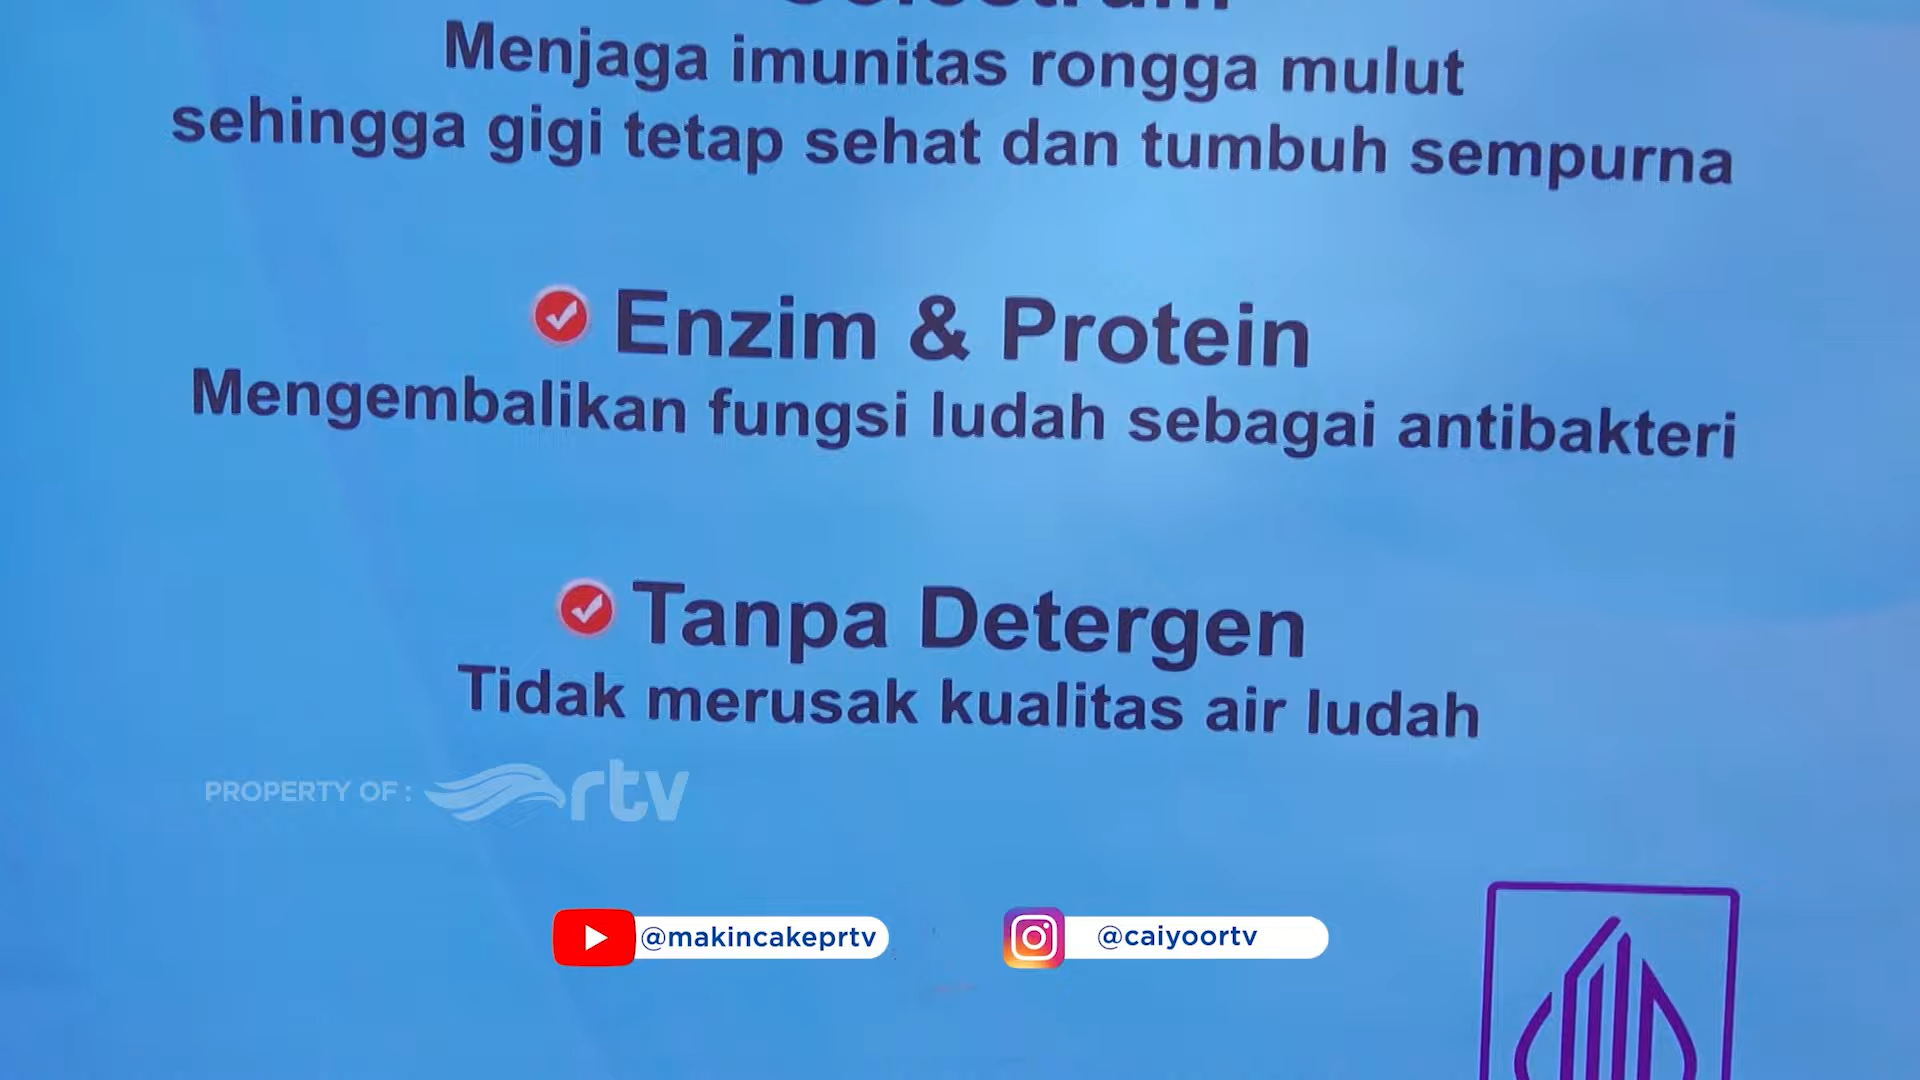 Menjaga imunitas rongga mulut
sehingga gigi tetap sehat dan tumbuh sempurna
Enzim & Protein
Mengembalikan fungsi ludah sebagai antibakteri
Tanpa Detergen
Tidak merusak kualitas air ludah
PROPERTY OF : rtv
@makincakeprtv
@caiyoortv